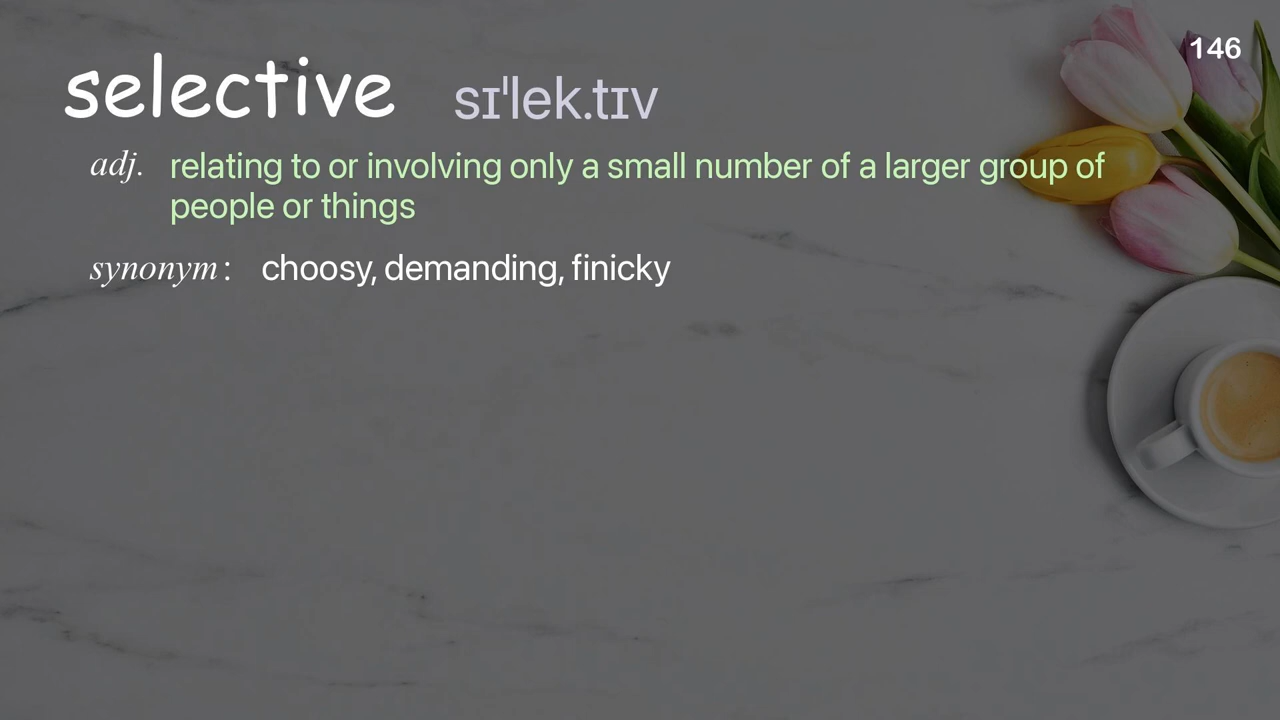 146
selective sɪˈlek.tɪv
adj. relating to or involving only a small number of a larger group of
people or things
synonym: choosy, demanding, finicky